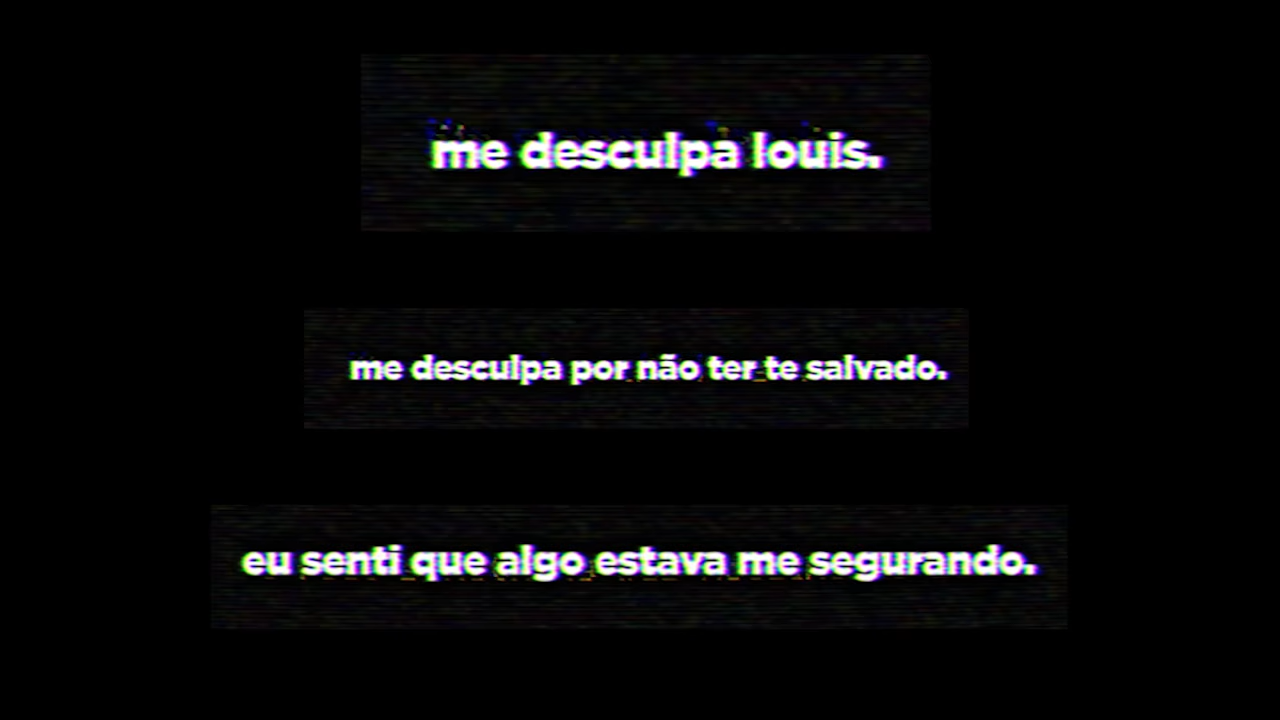 me desculpa louis.
me desculpa por não ter te salvado.
eu senti que algo estava me segurando.